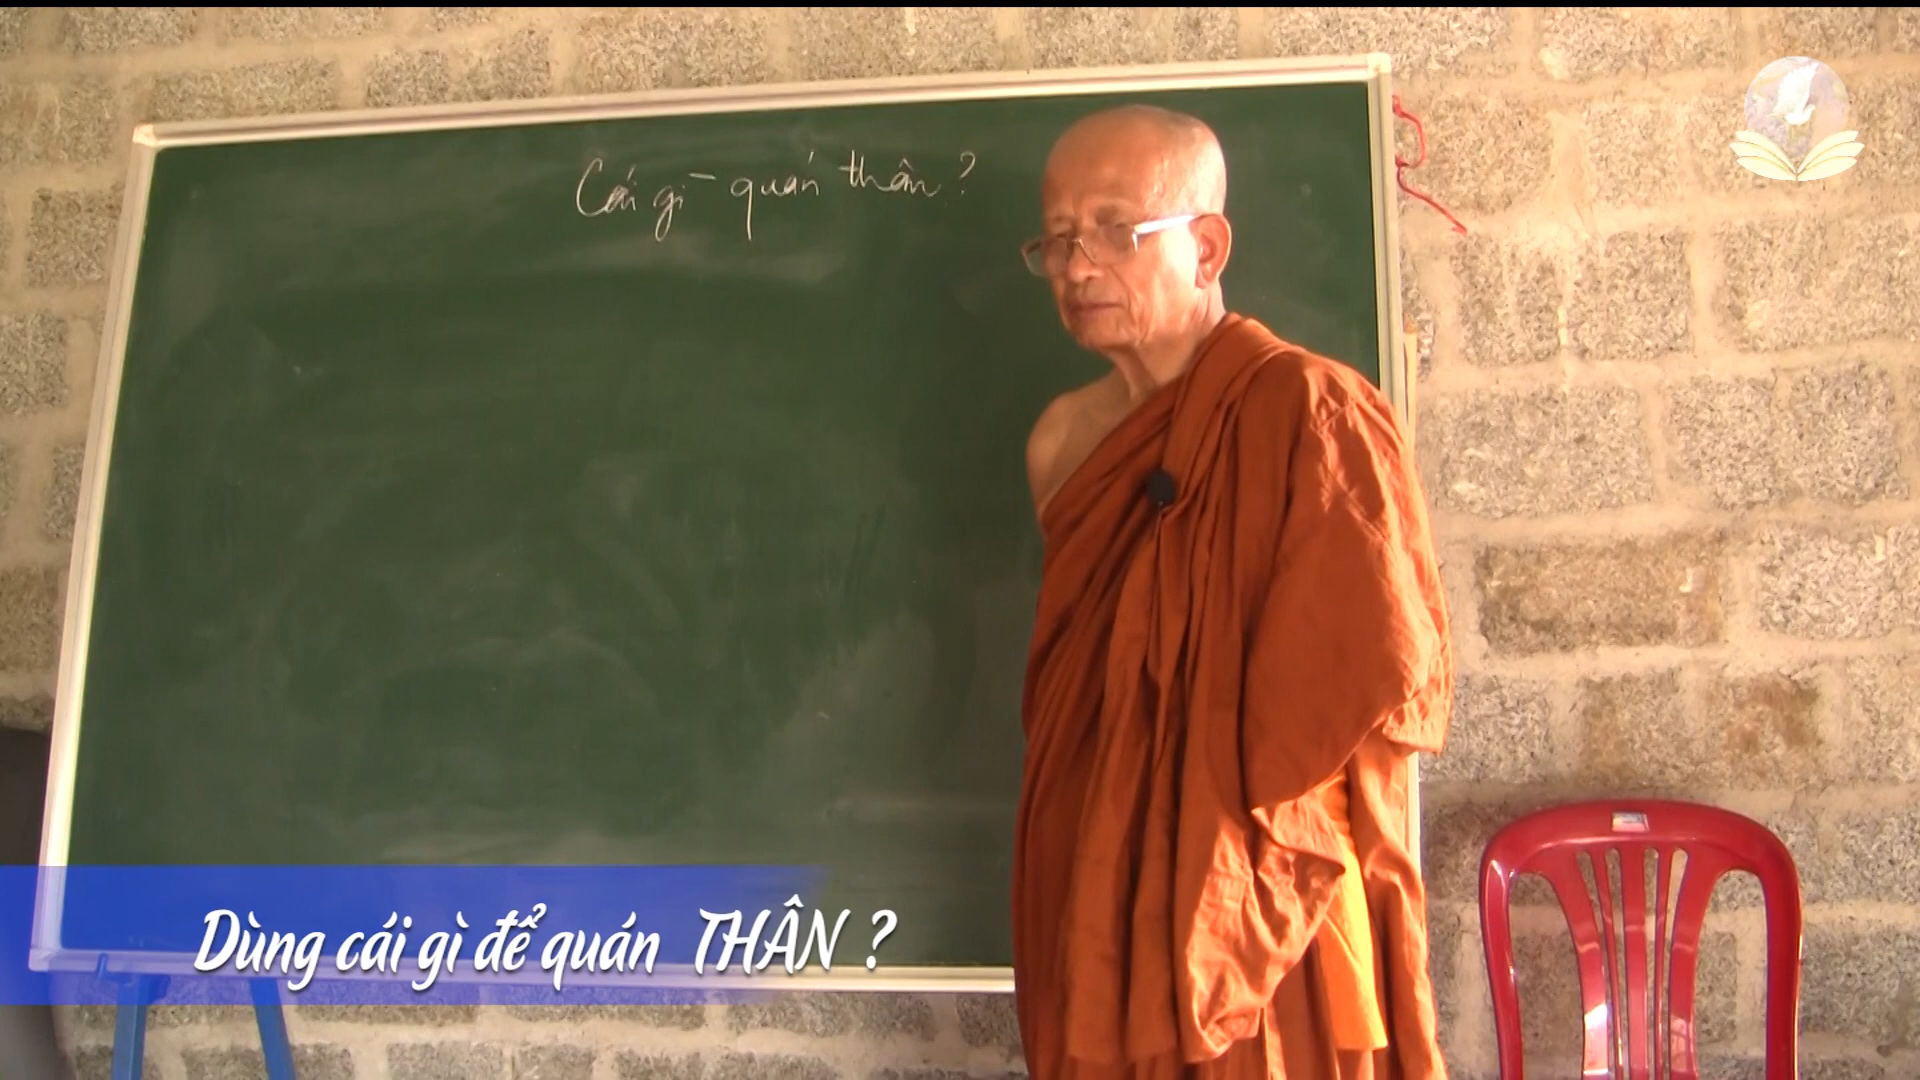 Cái gì - quán thân?
Dùng cái gì để quán THÂN ?